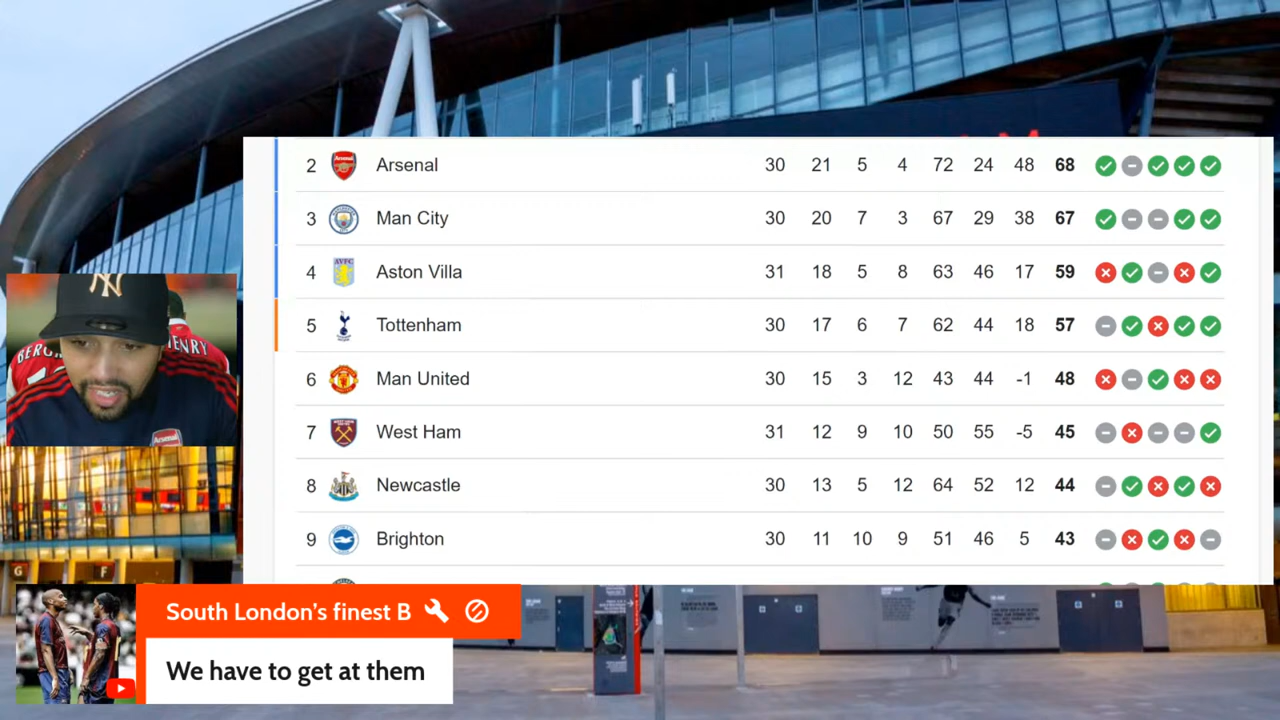 2 Arsenal 30 21 5 4 72 24 48 68
3 Man City 30 20 7 3 67 29 38 67
4 Aston Villa 31 18 5 8 63 46 17 59
5 Tottenham 30 17 6 7 62 44 18 57
6 Man United 30 15 3 12 43 44 -1 48
7 West Ham 31 12 9 10 50 55 -5 45
8 Newcastle 30 13 5 12 64 52 12 44
9 Brighton 30 11 10 9 51 46 5 43
AVFC
NY
HENRY
Arsenal
G F
South London's finest B
We have to get at them